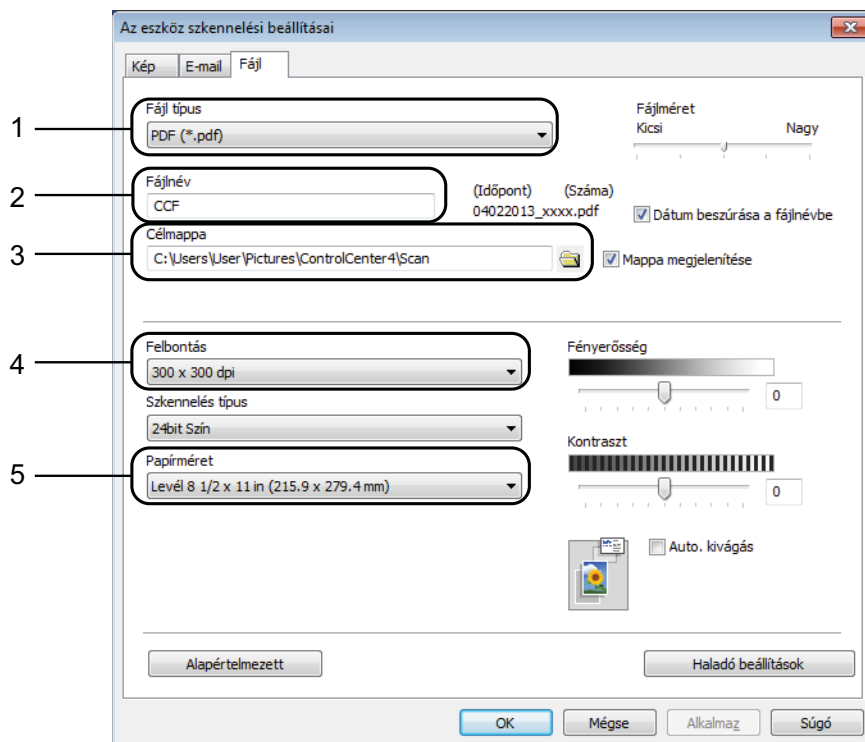 Az eszköz szkennelési beállításai
Kép E-mail Fájl
1
Fájl típus
PDF (*.pdf)
Fájlméret
Kicsi Nagy
2
Fájlnév
CCF
(Időpont) (Száma)
04022013_xxxx.pdf
Dátum beszúrása a fájlnévbe
3
Célmappa
C:\Users\User\Pictures\ControlCenter4\Scan
Mappa megjelenítése
4
Felbontás
300 x 300 dpi
Fényerősség
0
Szkennelés típus
24bit Szín
5
Papírméret
Levél 8 1/2 x 11 in (215.9 x 279.4 mm)
Kontraszt
0
Auto. kivágás
Alapértelmezett
Haladó beállítások
OK Mégse Alkalmaz Súgó